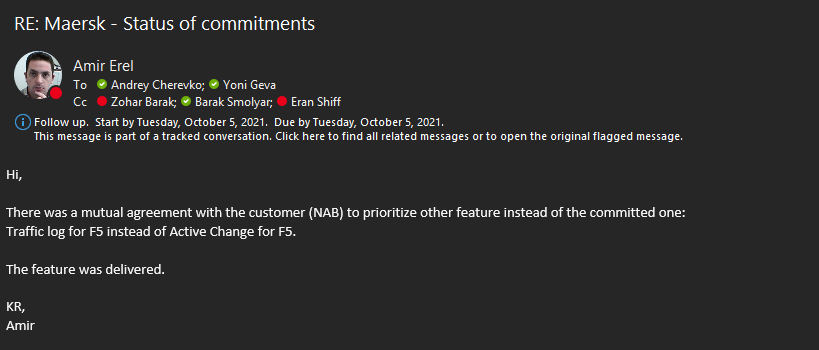 RE: Maersk - Status of commitments
Amir Erel
To Andrey Cherevko; Yoni Geva
Cc Zohar Barak; Barak Smolyar; Eran Shiff
Follow up. Start by Tuesday, October 5, 2021. Due by Tuesday, October 5, 2021.
This message is part of a tracked conversation. Click here to find all related messages or to open the original flagged message.
Hi,
There was a mutual agreement with the customer (NAB) to prioritize other feature instead of the committed one:
Traffic log for F5 instead of Active Change for F5.
The feature was delivered.
KR,
Amir